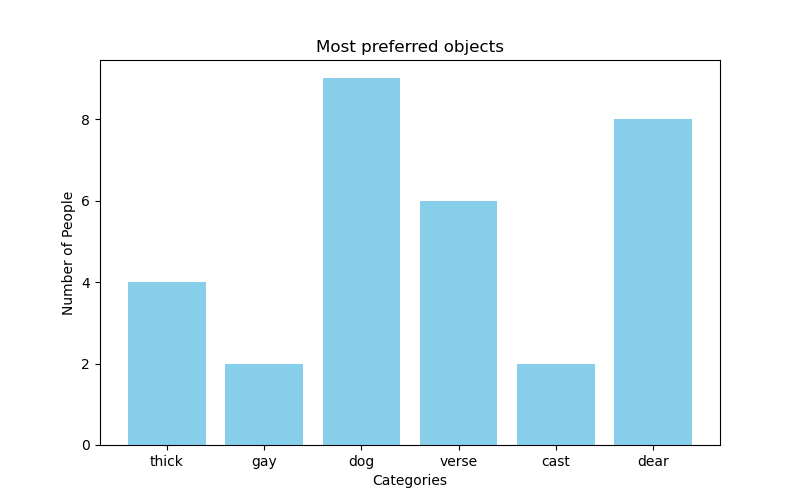 Most preferred objects
Number of People
8
6
4
2
0
thick gay dog verse cast dear
Categories